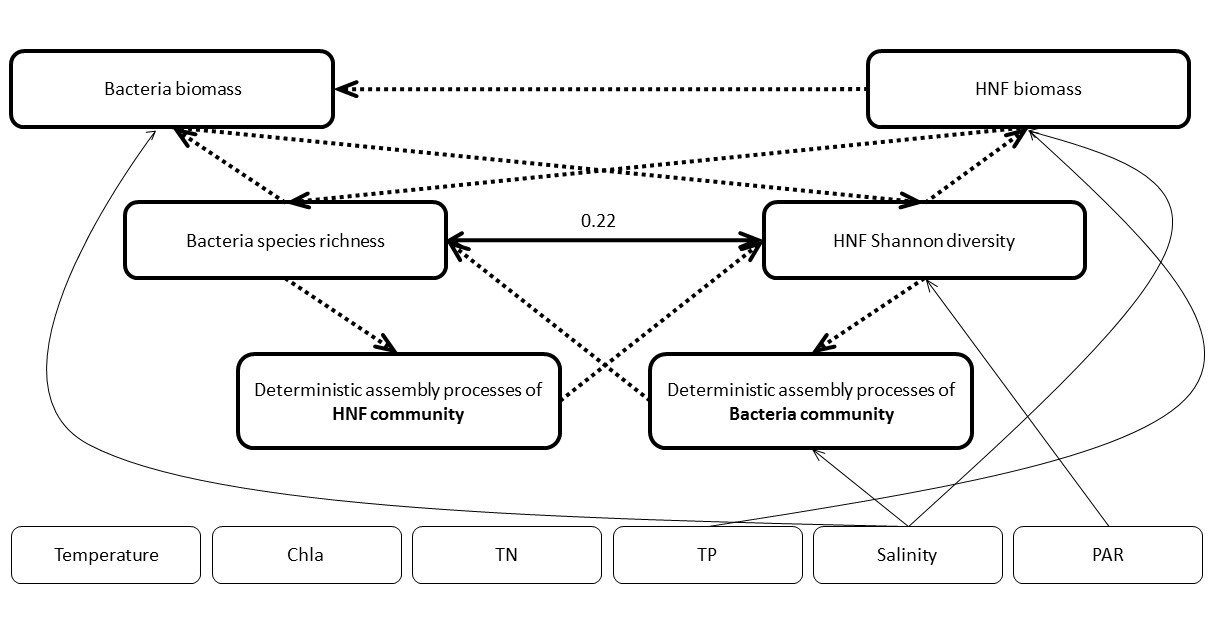 Bacteria biomass
HNF biomass
0.22
Bacteria species richness
HNF Shannon diversity
Deterministic assembly processes of
HNF community
Deterministic assembly processes of
Bacteria community
Temperature
Chla
TN
TP
Salinity
PAR